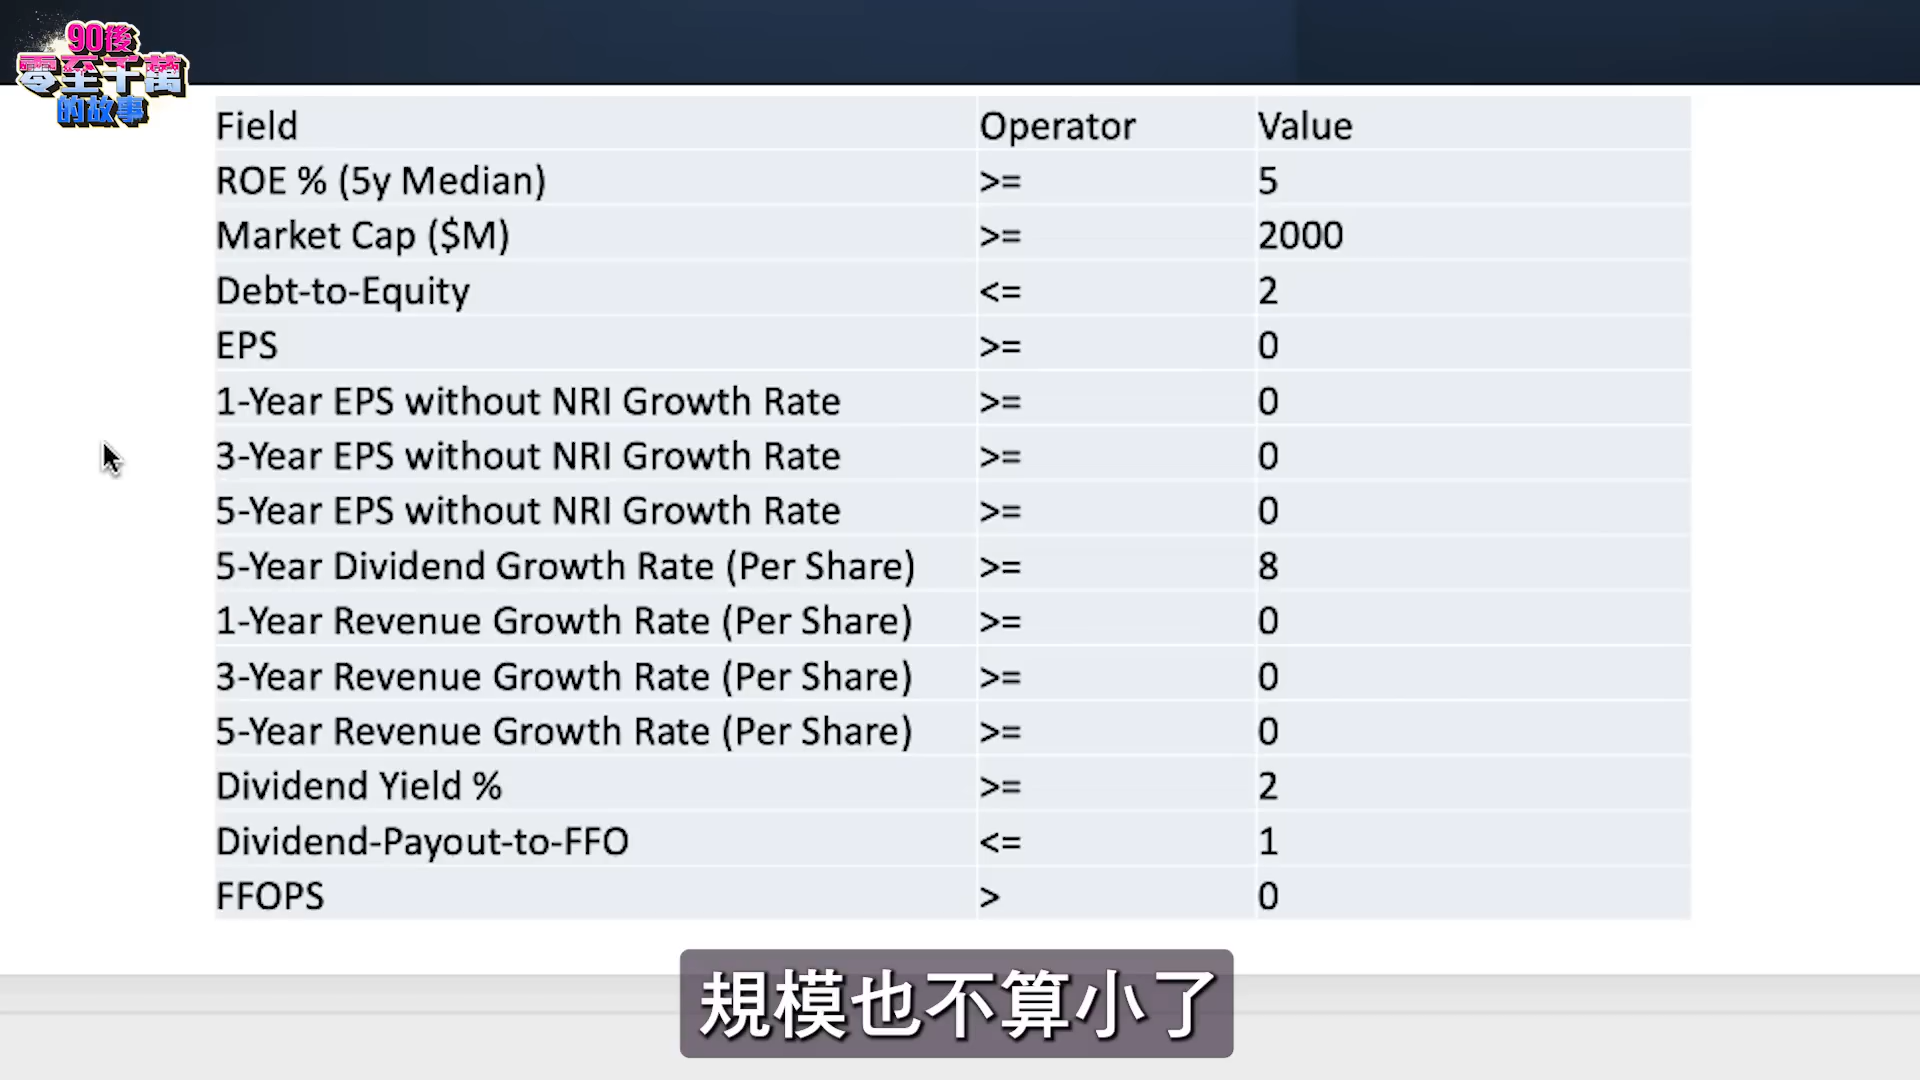 90後
零至千萬
的故事
Field Operator Value
ROE % (5y Median) >= 5
Market Cap ($M) >= 2000
Debt-to-Equity <= 2
EPS >= 0
1-Year EPS without NRI Growth Rate >= 0
3-Year EPS without NRI Growth Rate >= 0
5-Year EPS without NRI Growth Rate >= 0
5-Year Dividend Growth Rate (Per Share) >= 8
1-Year Revenue Growth Rate (Per Share) >= 0
3-Year Revenue Growth Rate (Per Share) >= 0
5-Year Revenue Growth Rate (Per Share) >= 0
Dividend Yield % >= 2
Dividend-Payout-to-FFO <= 1
FFOPS > 0
規模也不算小了